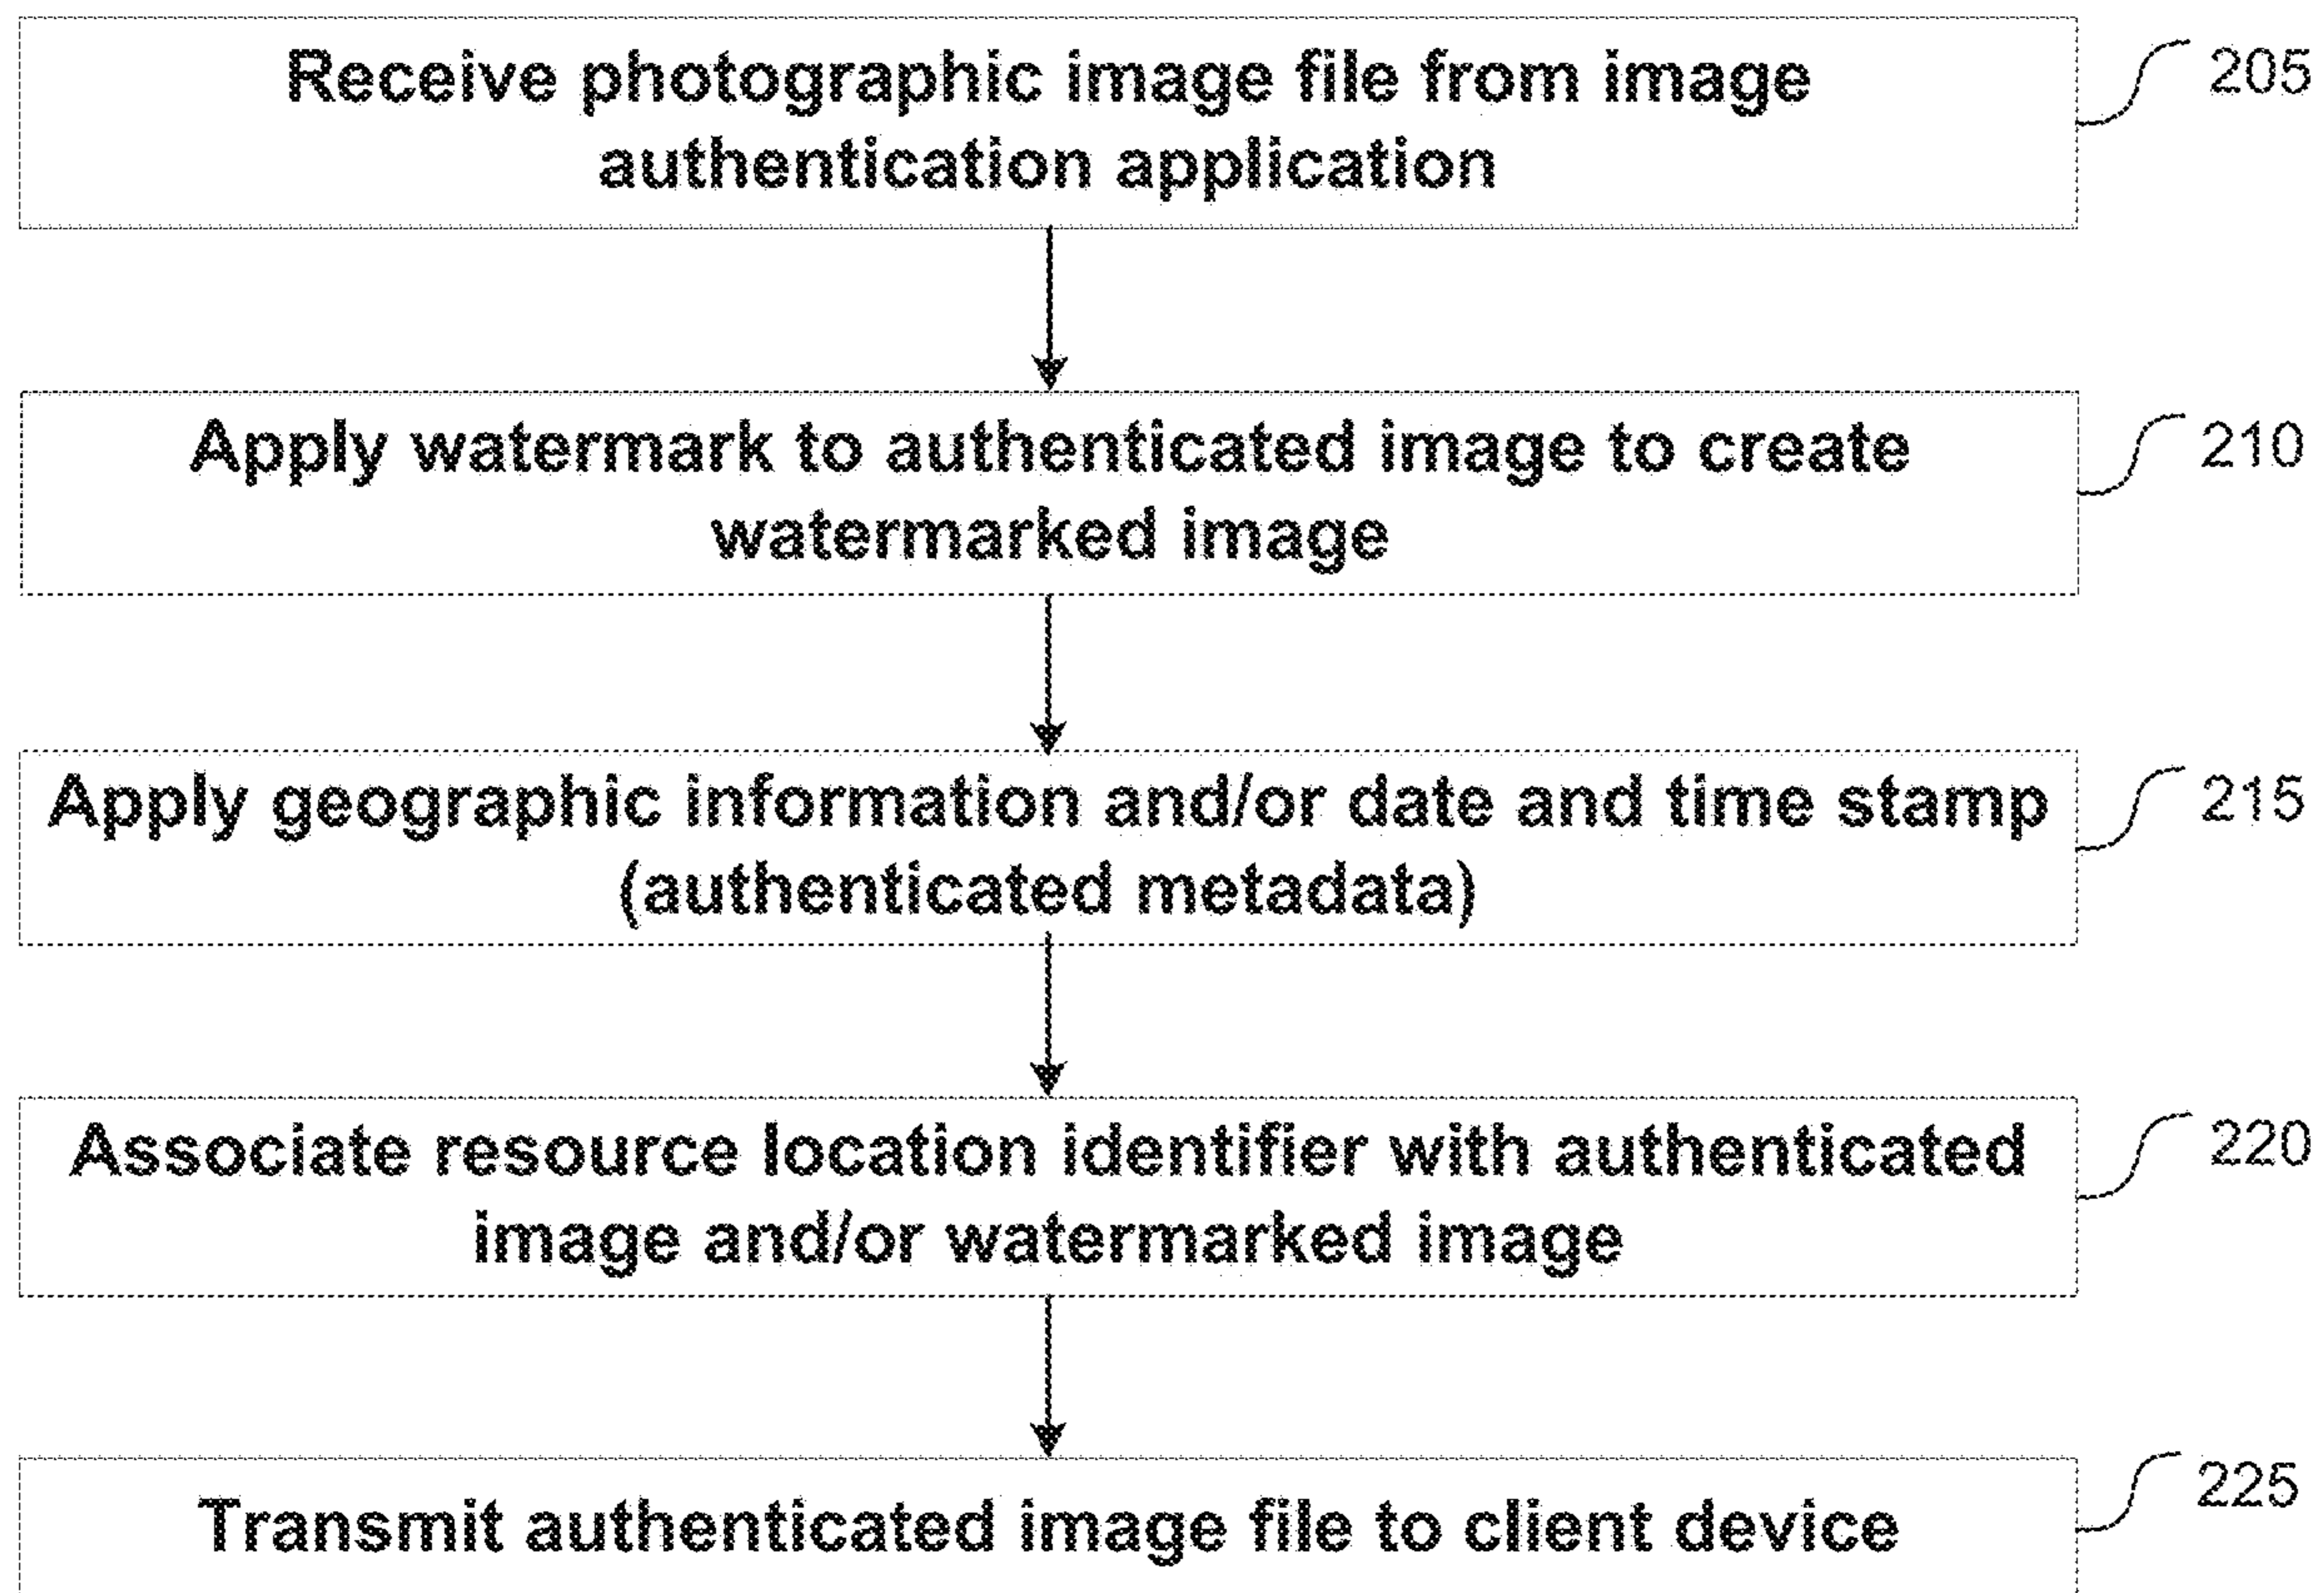 Receive photographic image file from image
authentication application
205
Apply watermark to authenticated image to create
watermarked image
210
Apply geographic information and/or date and time stamp
(authenticated metadata)
215
Associate resource location identifier with authenticated
image and/or watermarked image
220
Transmit authenticated image file to client device
225